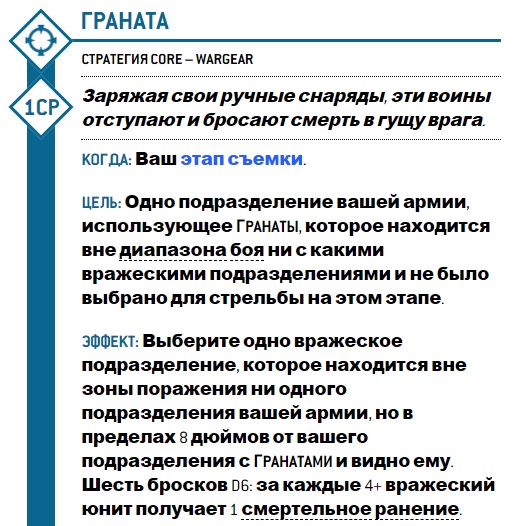 ГРАНАТА
СТРАТЕГИЯ CORE – WARGEAR
1CP
Заряжая свои ручные снаряды, эти воины
отступают и бросают смерть в гущу врага.
КОГДА: Ваш этап съемки.
ЦЕЛЬ: Одно подразделение вашей армии,
использующее ГРАНАТЫ, которое находится
вне диапазона боя ни с какими
вражескими подразделениями и не было
выбрано для стрельбы на этом этапе.
ЭФФЕКТ: Выберите одно вражеское
подразделение, которое находится вне
зоны поражения ни одного
подразделения вашей армии, но в
пределах 8 дюймов от вашего
подразделения с ГРАНАТАМИ и видно ему.
Шесть бросков D6: за каждые 4+ вражеский
юнит получает 1 смертельное ранение.